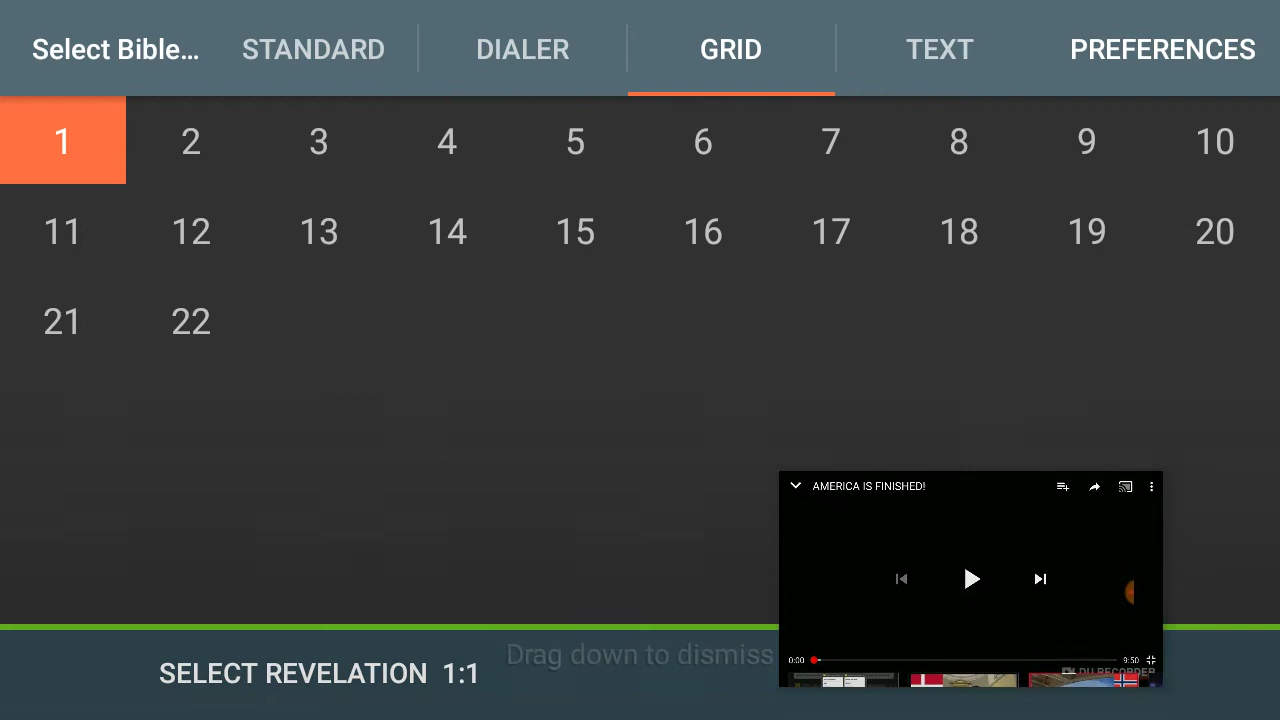 Select Bible... STANDARD DIALER GRID TEXT PREFERENCES
1 2 3 4 5 6 7 8 9 10
11 12 13 14 15 16 17 18 19 20
21 22
AMERICA IS FINISHED!
Drag down to dismiss
0:00 9:50
DU RECORDER
SELECT REVELATION 1:1